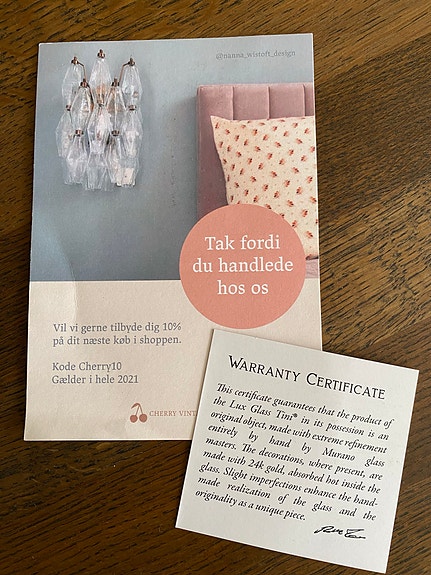 @nanna_wistoft_design
Tak fordi
du handlede
hos os
Vil vi gerne tilbyde dig 10%
på dit næste køb i shoppen.
Kode Cherry10
Gælder i hele 2021
CHERRY VINT
WARRANTY CERTIFICATE
This certificate guarantees that the product of
the Lux Glass Tini® in its possession is an
original object, made with extreme refinement
entirely by hand by Murano glass
masters. The decorations, where present, are
made with 24k gold, absorbed hot inside the
glass. Slight imperfections enhance the hand-
made realization of the glass and the
originality as a unique piece.